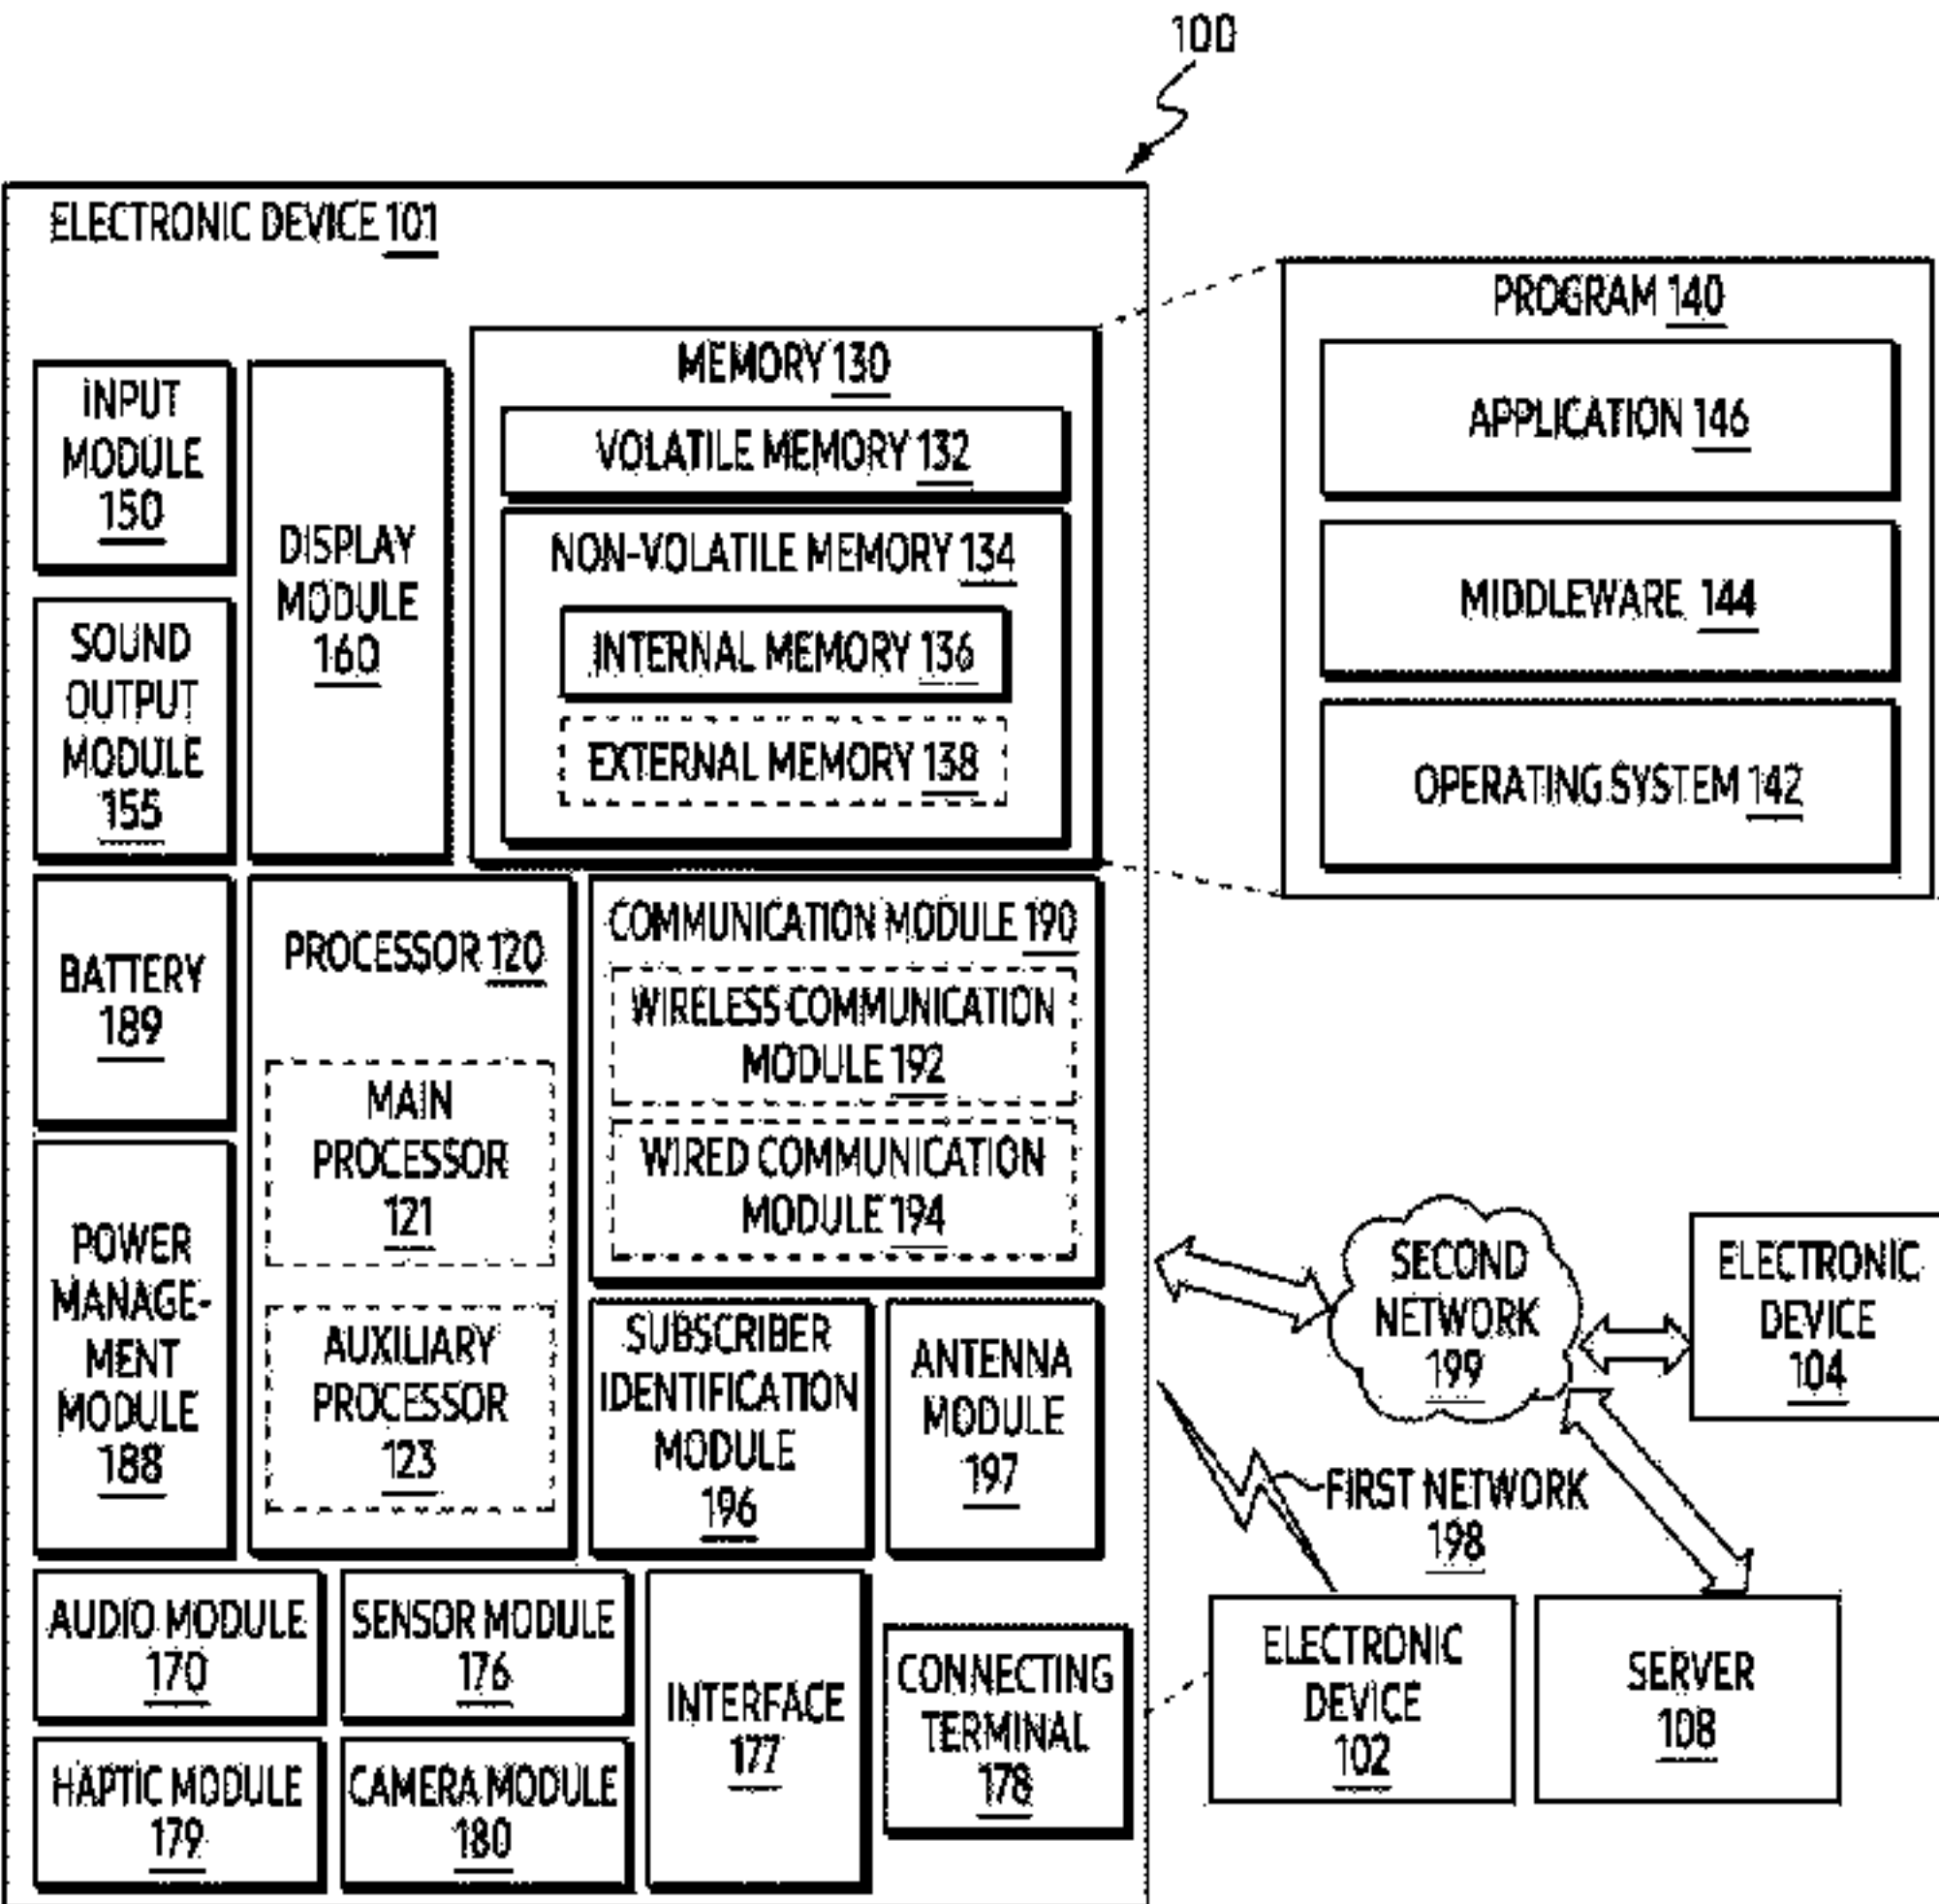 100
ELECTRONIC DEVICE 101
INPUT
MODULE
150
SOUND
OUTPUT
MODULE
155
DISPLAY
MODULE
160
MEMORY 130
VOLATILE MEMORY 132
NON-VOLATILE MEMORY 134
INTERNAL MEMORY 136
EXTERNAL MEMORY 138
PROGRAM 140
APPLICATION 146
MIDDLEWARE 144
OPERATING SYSTEM 142
BATTERY
189
POWER
MANAGE-
MENT
MODULE
188
PROCESSOR 120
MAIN
PROCESSOR
121
AUXILIARY
PROCESSOR
123
COMMUNICATION MODULE 190
WIRELESS COMMUNICATION
MODULE 192
WIRED COMMUNICATION
MODULE 194
SUBSCRIBER
IDENTIFICATION
MODULE
196
ANTENNA
MODULE
197
SECOND
NETWORK
199
ELECTRONIC
DEVICE
104
FIRST NETWORK
198
AUDIO MODULE
170
SENSOR MODULE
176
HAPTIC MODULE
179
CAMERA MODULE
180
INTERFACE
177
CONNECTING
TERMINAL
178
ELECTRONIC
DEVICE
102
SERVER
108